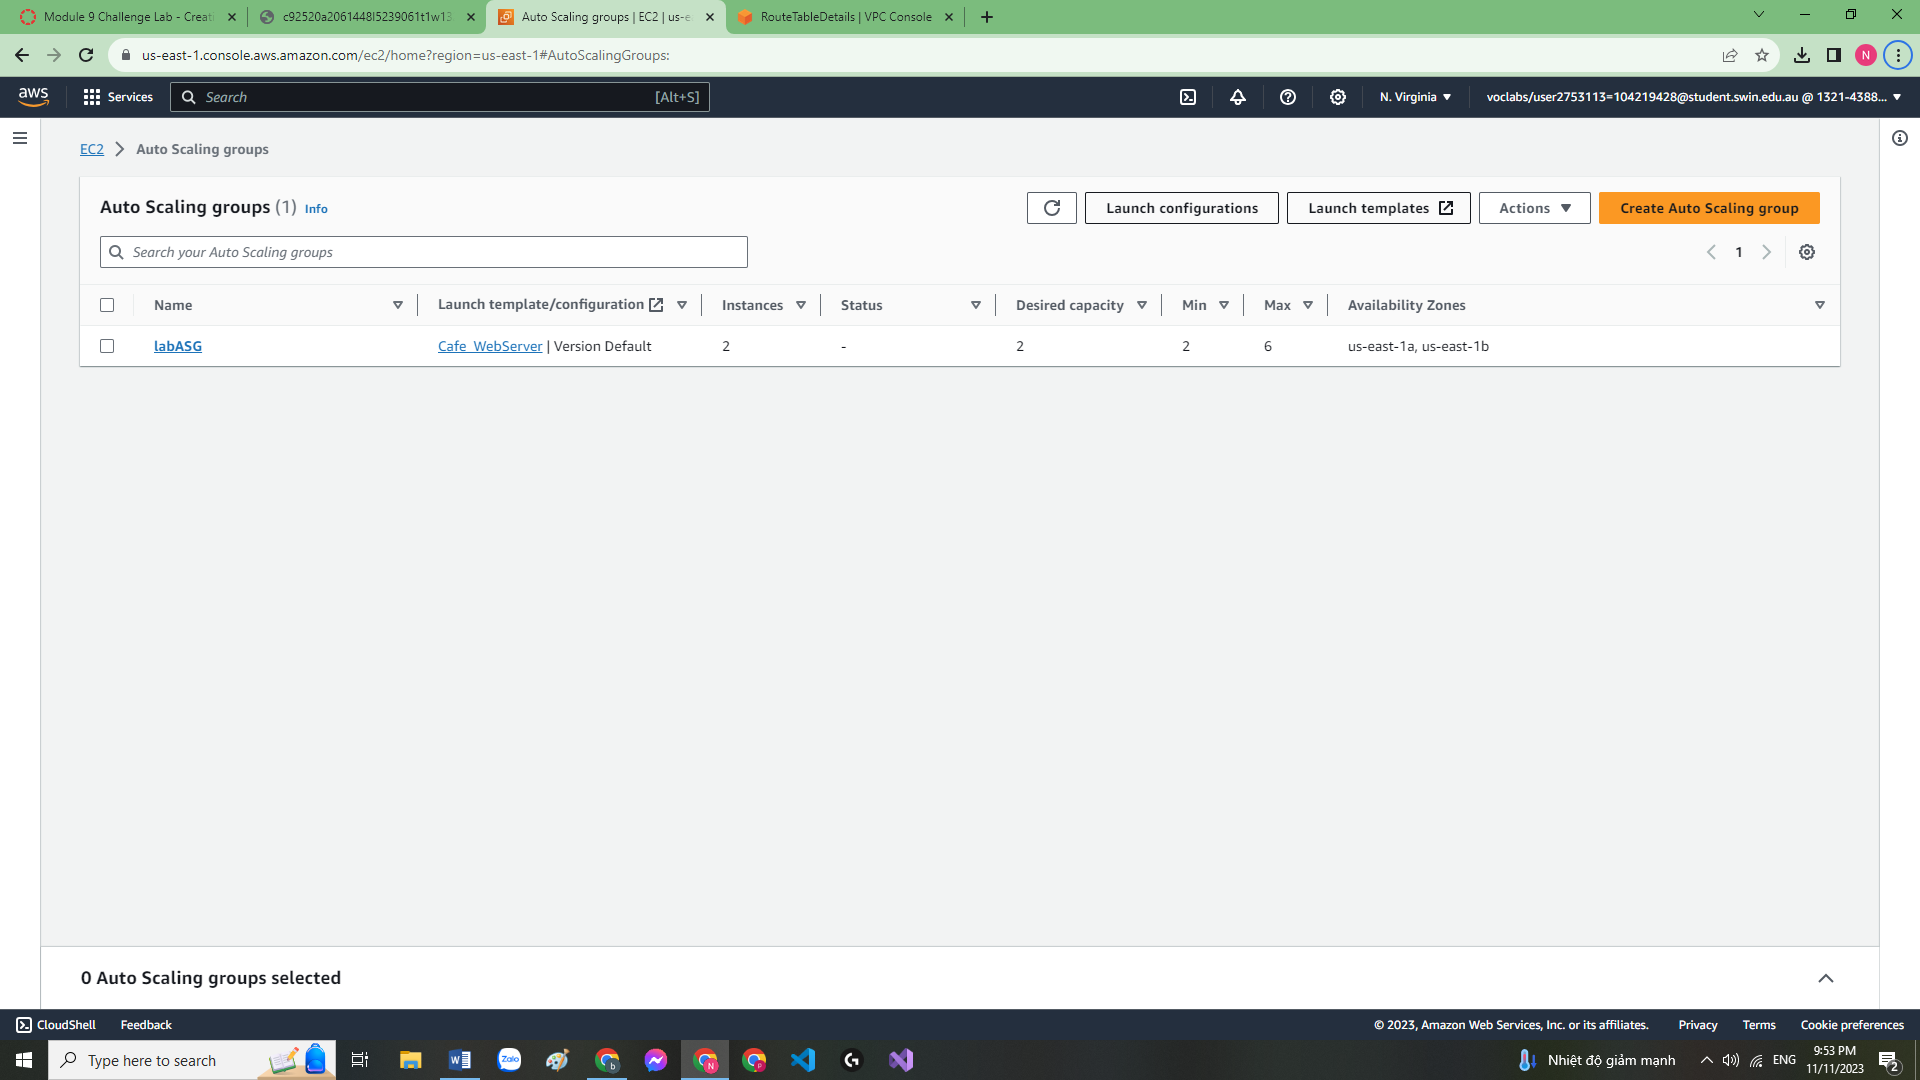 Module 9 Challenge Lab - Creati
c92520a2061448l5239061t1w13
Auto Scaling groups | EC2 | us-ea
RouteTableDetails | VPC Console
us-east-1.console.aws.amazon.com/ec2/home?region=us-east-1#AutoScalingGroups:
N
aws
Services
Search
[Alt+S]
N. Virginia
voclabs/user2753113=104219428@student.swin.edu.au @ 1321-4388...
EC2
Auto Scaling groups
Auto Scaling groups (1)
Info
Launch configurations
Launch templates
Actions
Create Auto Scaling group
Search your Auto Scaling groups
1
Name
Launch template/configuration
Instances
Status
Desired capacity
Min
Max
Availability Zones
labASG
Cafe_WebServer | Version Default
2
-
2
2
6
us-east-1a, us-east-1b
0 Auto Scaling groups selected
CloudShell
Feedback
© 2023, Amazon Web Services, Inc. or its affiliates.
Privacy
Terms
Cookie preferences
Type here to search
Zalo
Nhiệt độ giảm mạnh
ENG
9:53 PM
11/11/2023
2